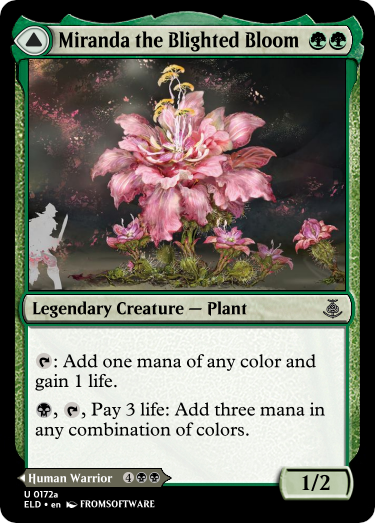 Miranda the Blighted Bloom
Legendary Creature — Plant
: Add one mana of any color and
gain 1 life.
, , Pay 3 life: Add three mana in
any combination of colors.
Human Warrior 4
1/2
U 0172a
ELD • en FROMSOFTWARE